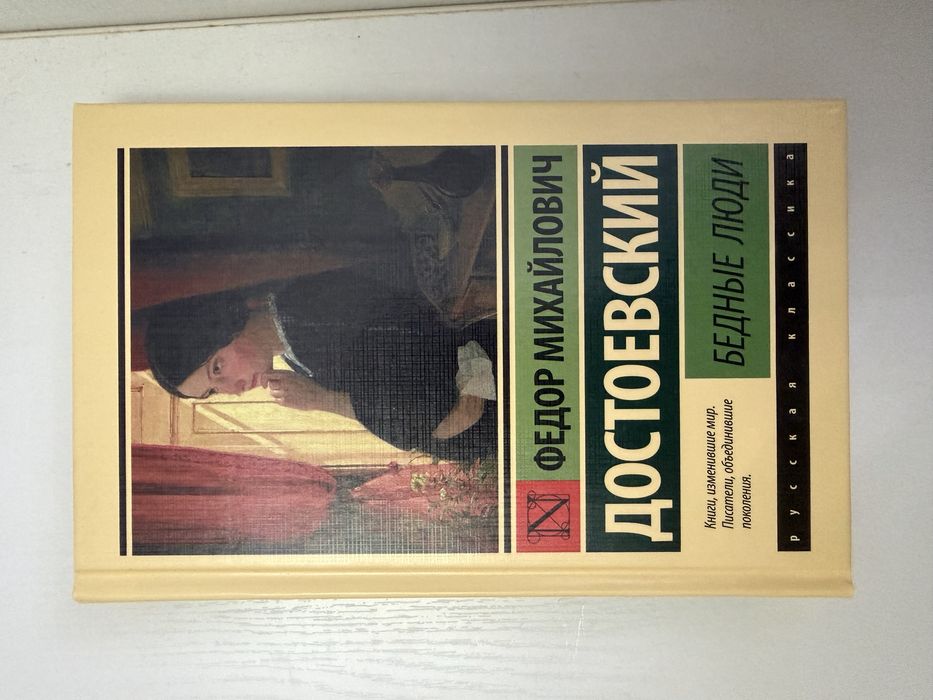 ФЕДОР МИХАЙЛОВИЧ
ДОСТОЕВСКИЙ
БЕДНЫЕ ЛЮДИ
Книги, изменившие мир.
Писатели, объединившие
поколения.
русская классика